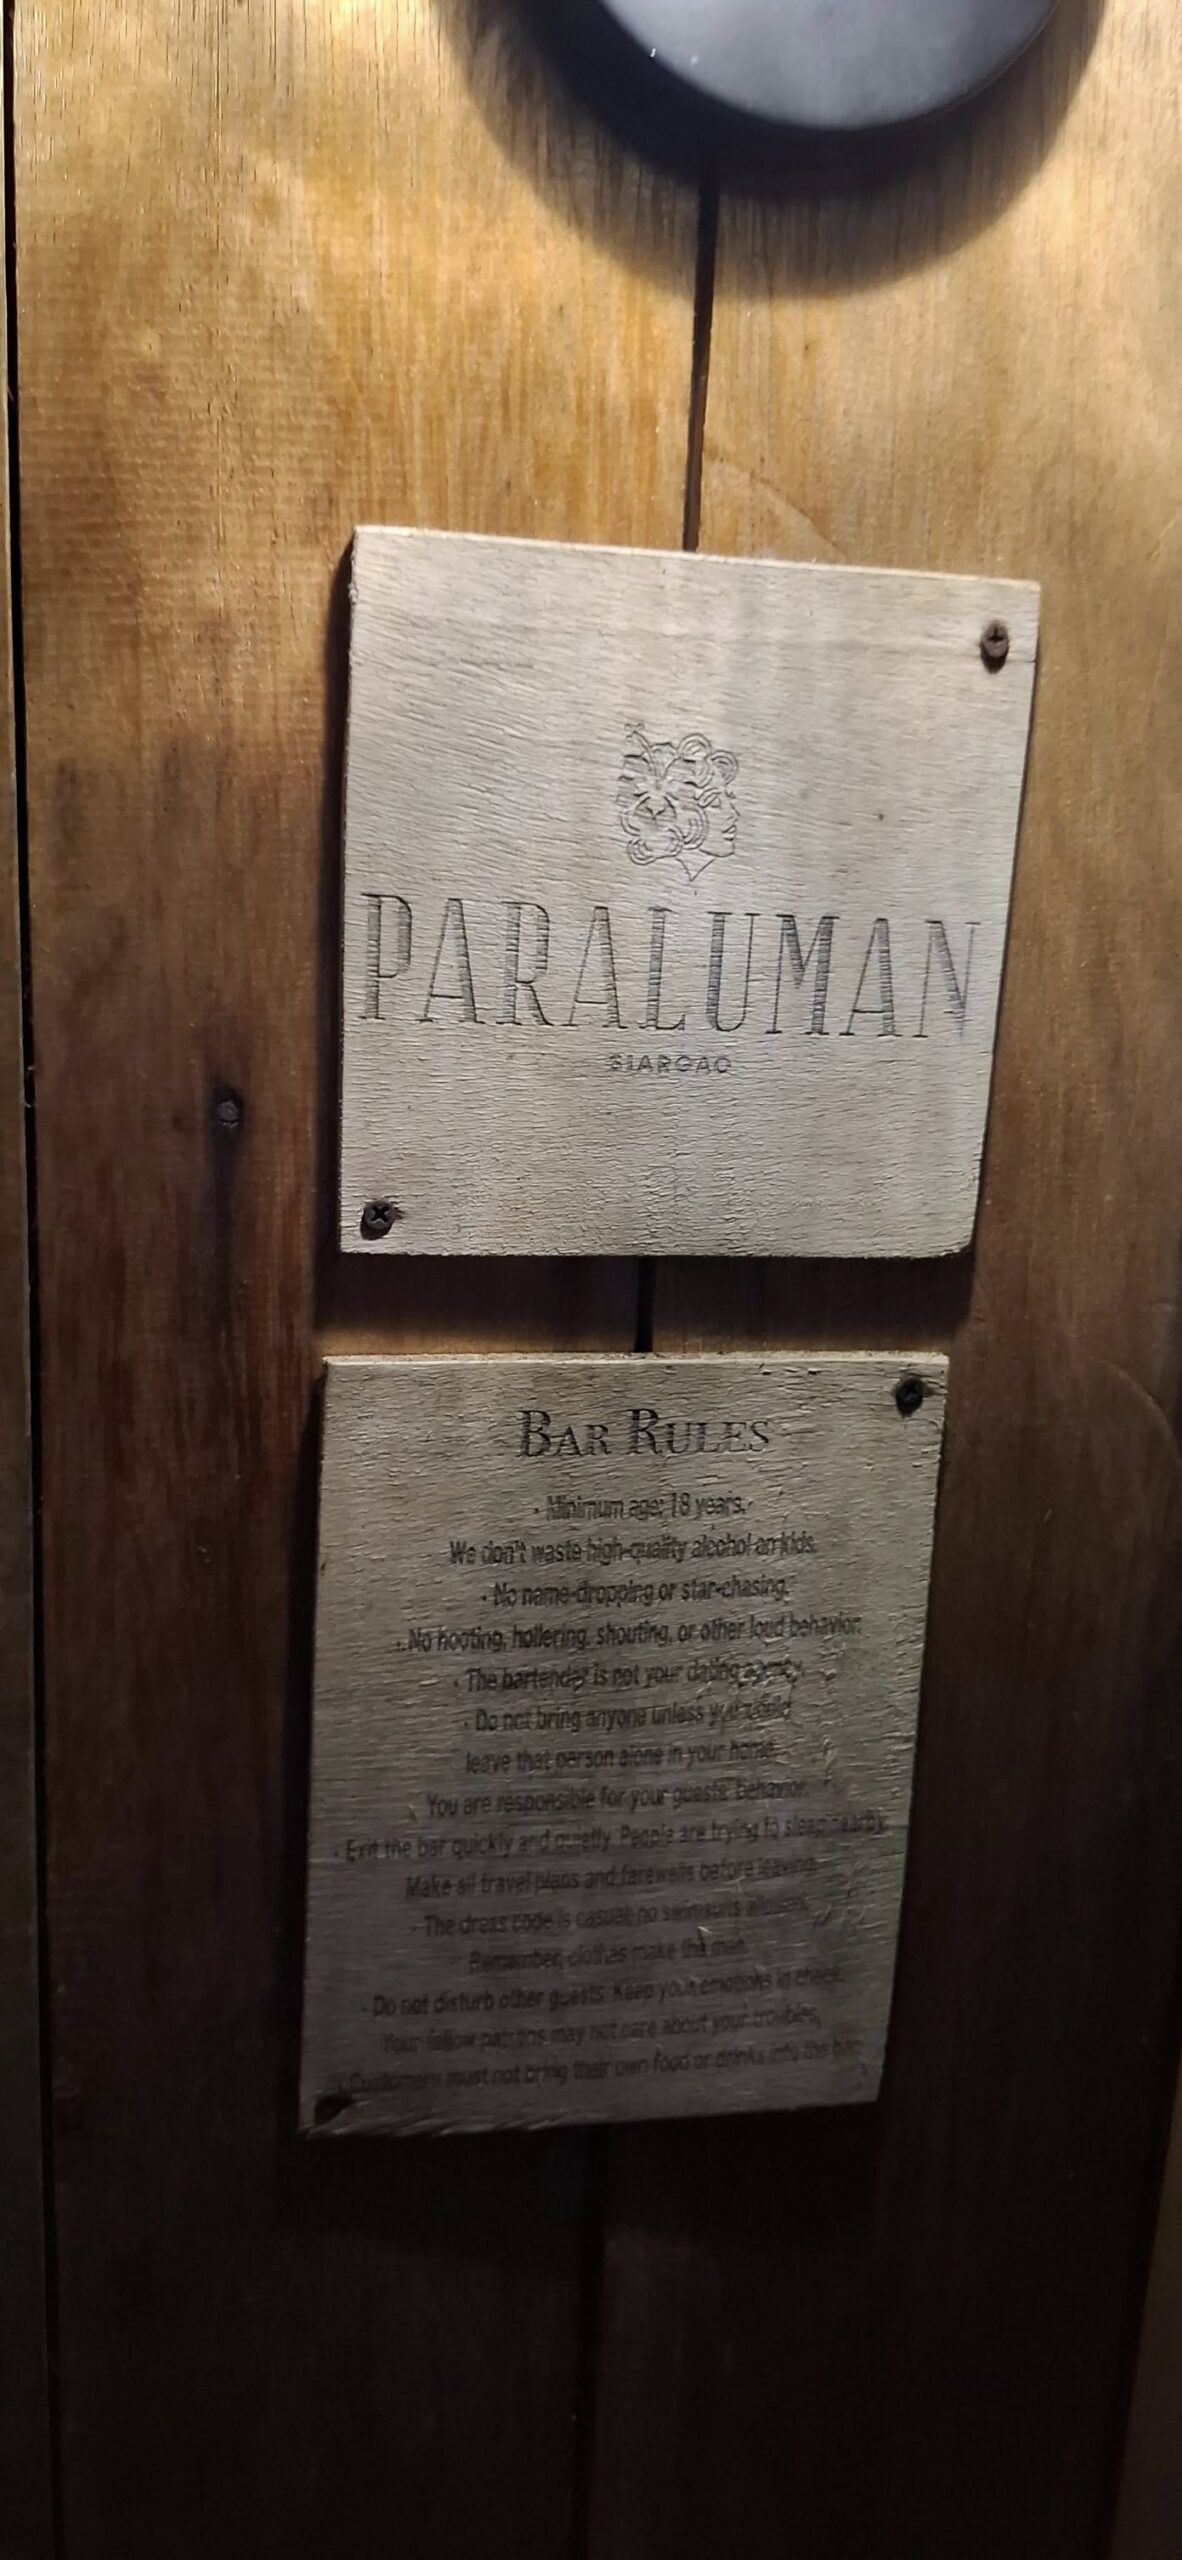 PARALUMAN
SIARGAO
BAR RULES
- Minimum age: 18 years.
We don't waste high-quality alcohol on kids.
- No name-dropping or star-chasing.
- No hooting, hollering, shouting, or other loud behavior.
- The bartender is not your dating agency.
- Do not bring anyone unless you would
leave that person alone in your home.
You are responsible for your guests' behavior.
- Exit the bar quickly and quietly. People are trying to sleep nearby.
Make all travel plans and farewells before leaving.
- The dress code is casual; no swimsuits allowed.
Remember, clothes make the man.
- Do not disturb other guests. Keep your emotions in check.
Your fellow patrons may not care about your troubles.
- Customers must not bring their own food or drinks into the bar.